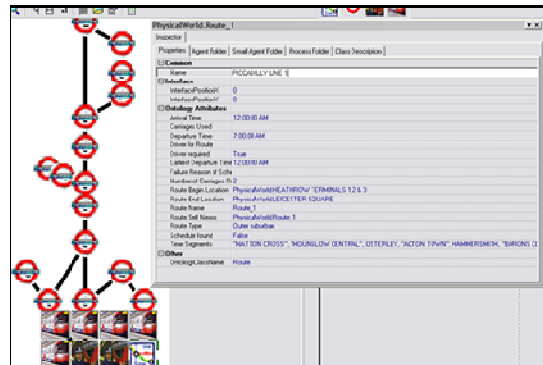 PhysicalWorld.Route_1
Inspector
Properties Agent Folder Small Agent Folder Process Folder Class Description
Common
Name PICCADILLY LINE 1
Interface
InterfacePositionX 0
InterfacePositionY 0
Ontology Attributes
Arrival Time 12:00:00 AM
Carriages Used
Departure Time 7:00:00 AM
Driver for Route
Driver required True
Latest Departure Time 12:00:00 AM
Failure Reason of Sche
Number of Carriages R 2
Route Begin Location PhysicalWorld.HEATHROW TERMINALS 1 2 & 3
Route End Location PhysicalWorld.LEICESTER SQUARE
Route Name Route_1
Route Self Nexus PhysicalWorld.Route_1
Route Type Outer suburban
Schedule found False
Time Segments "HATTON CROSS", "HOUNSLOW CENTRAL", OSTERLEY, "ACTON TOWN", HAMMERSMITH, "BARONS CO
Other
OntologyClassName Route